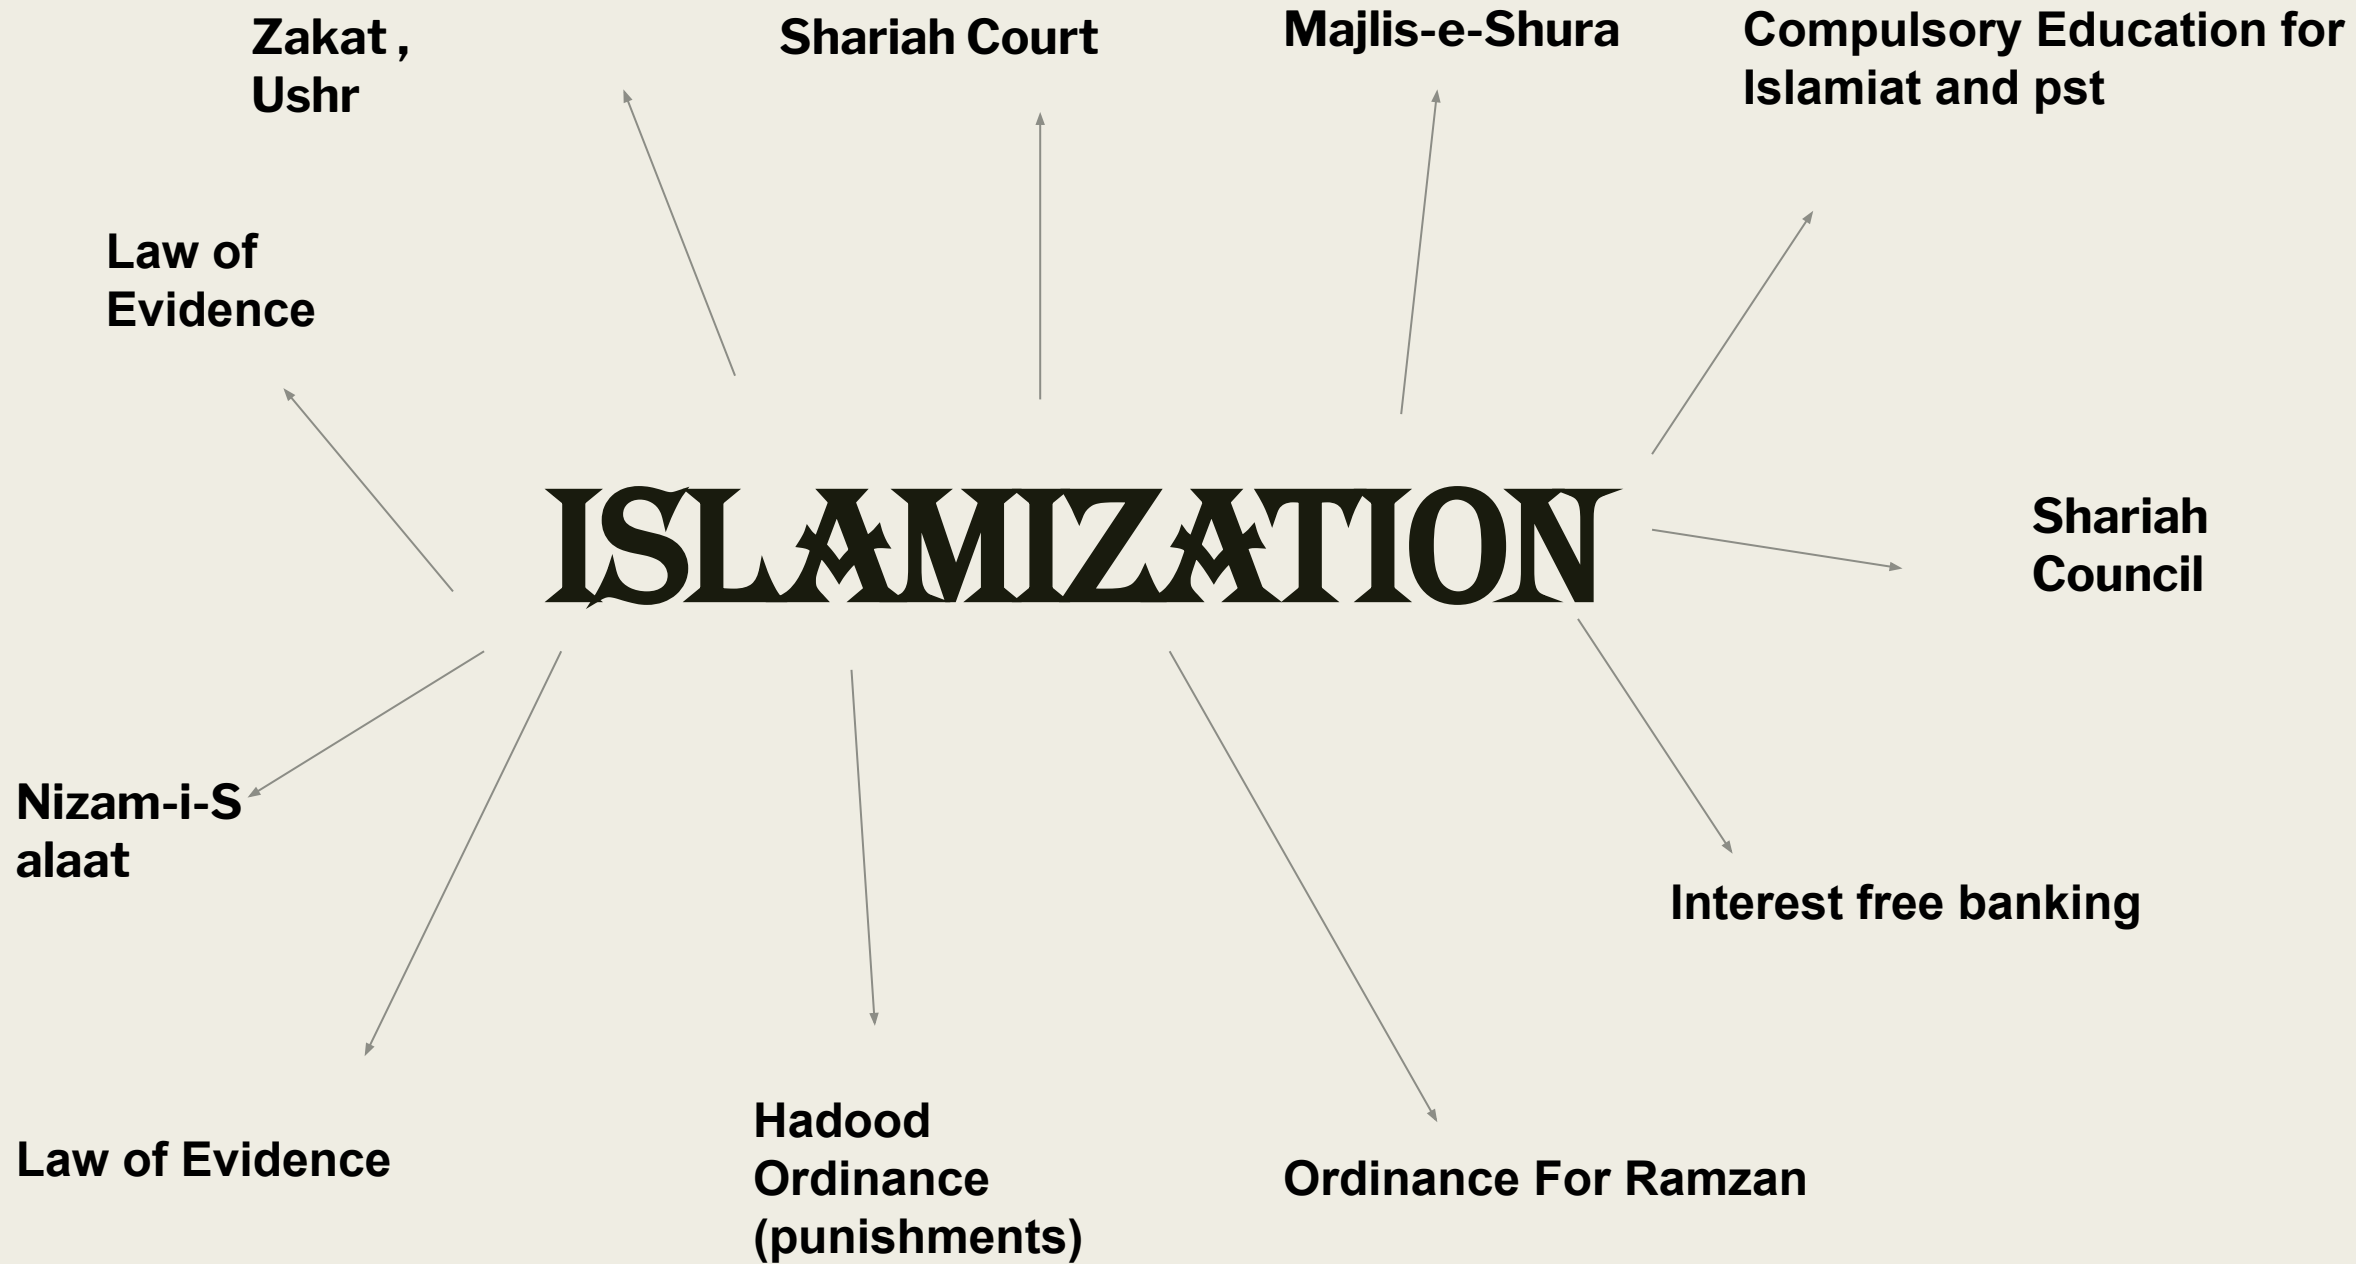 Zakat ,
Ushr
Shariah Court
Majlis-e-Shura
Compulsory Education for
Islamiat and pst
Law of
Evidence
ISLAMIZATION
Shariah
Council
Nizam-i-S
alaat
Interest free banking
Law of Evidence
Hadood
Ordinance
(punishments)
Ordinance For Ramzan